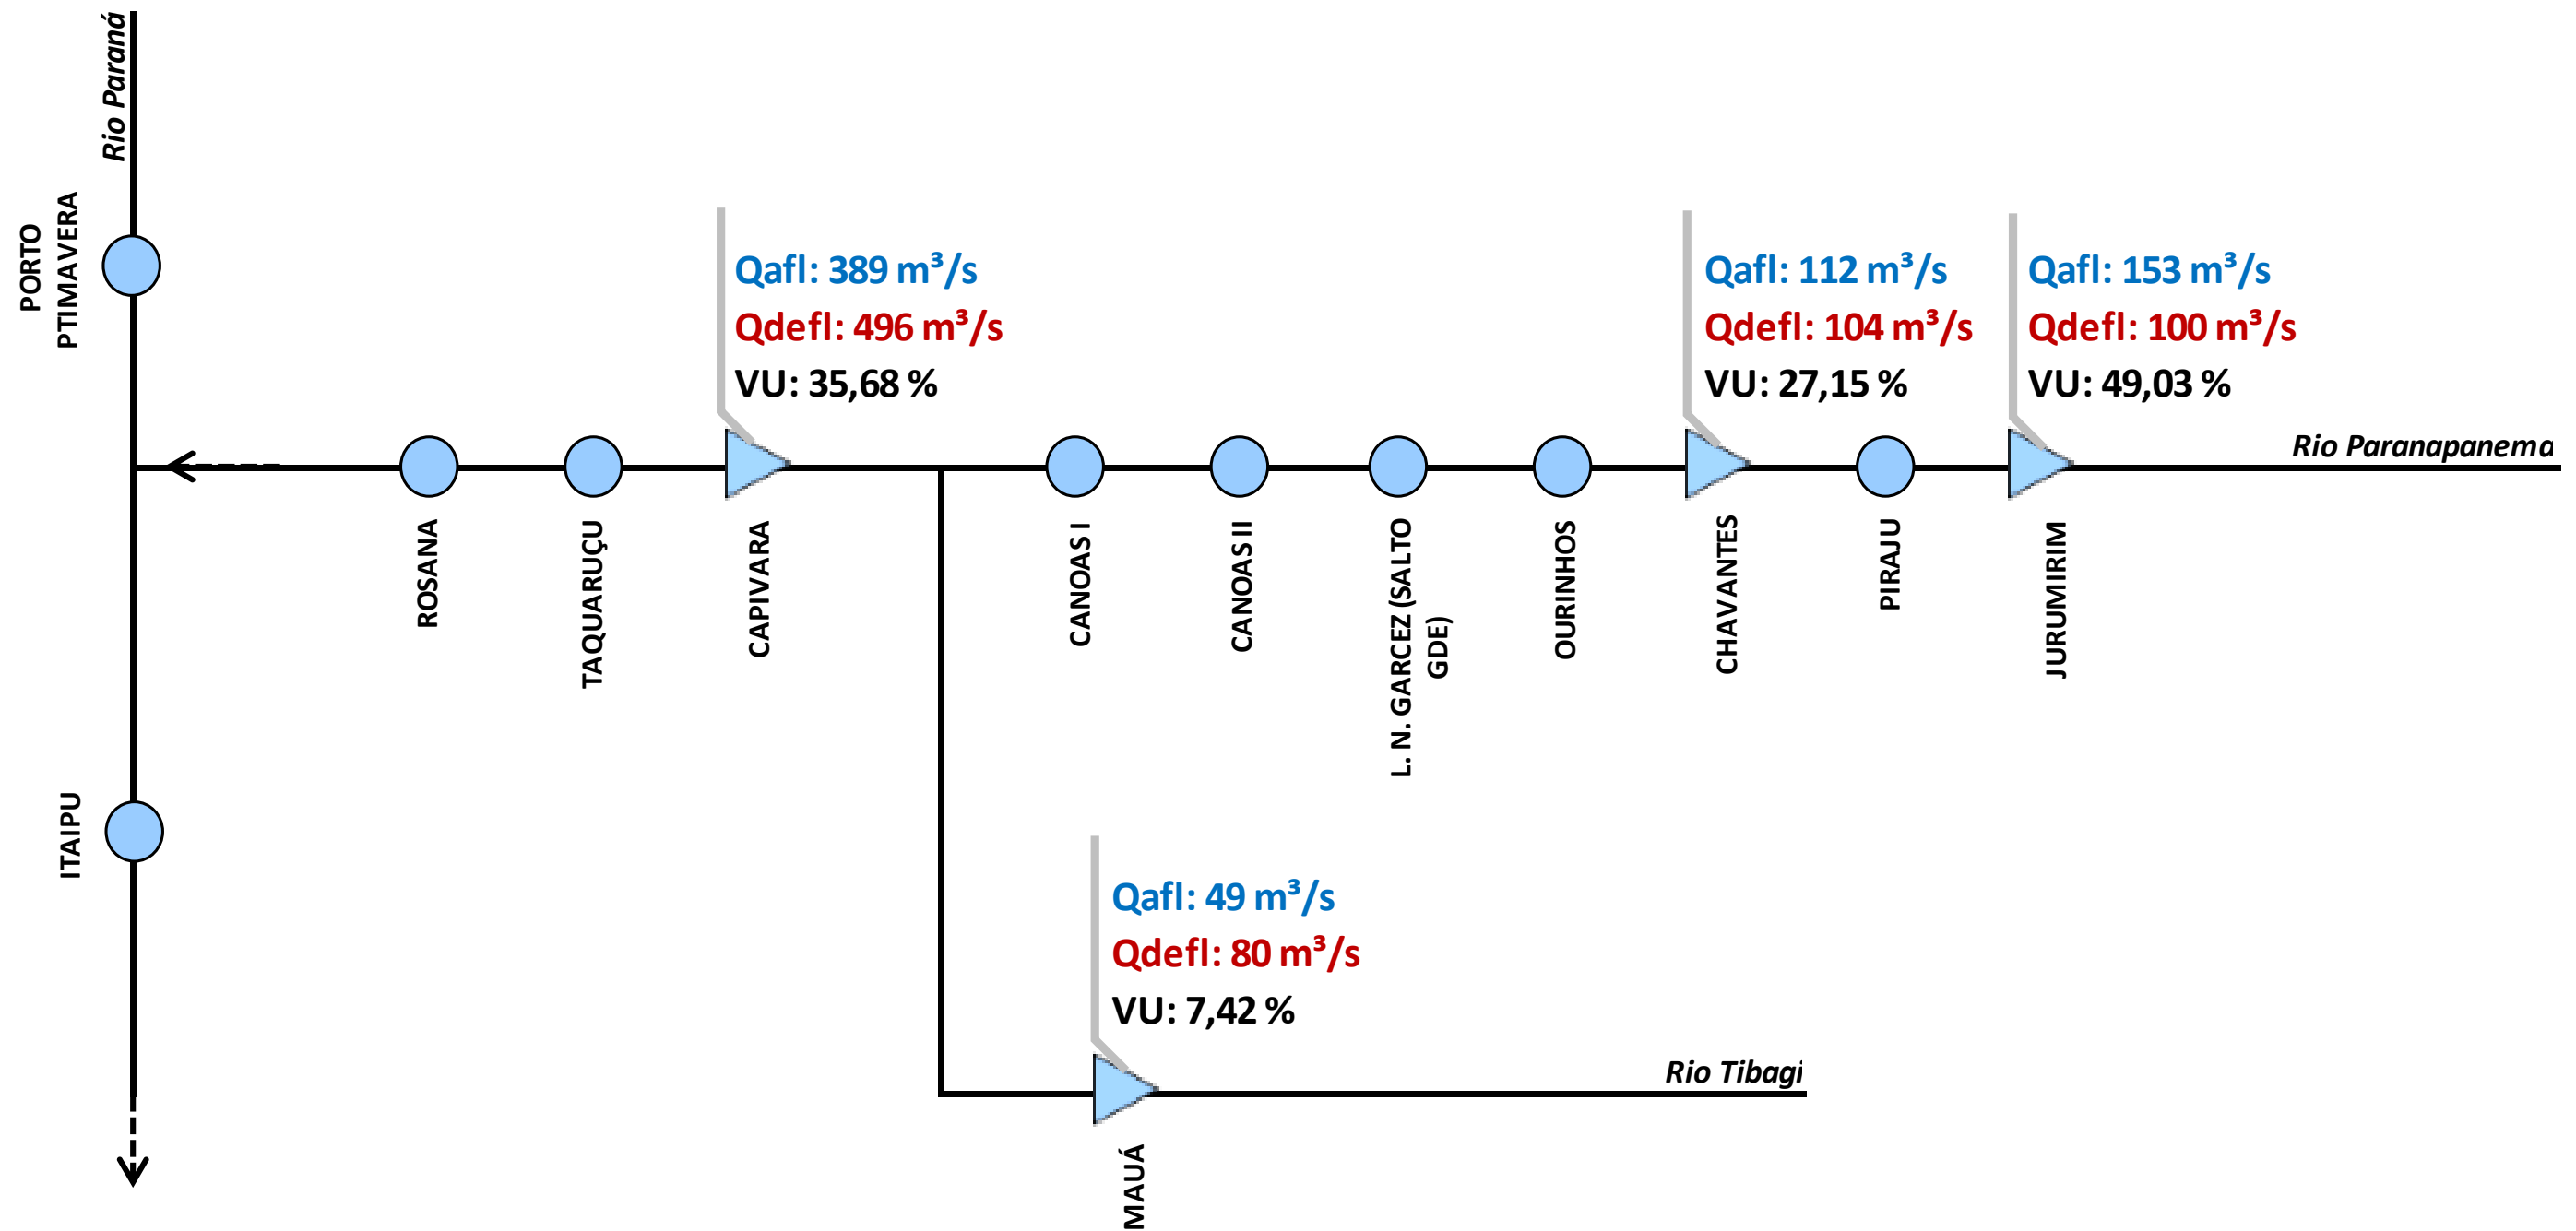 Rio Paraná
PORTO
PTIMAVERA
Qafl: 389 m³/s
Qdefl: 496 m³/s
VU: 35,68 %
Qafl: 112 m³/s
Qdefl: 104 m³/s
VU: 27,15 %
Qafl: 153 m³/s
Qdefl: 100 m³/s
VU: 49,03 %
Rio Paranapanema
ROSANA
TAQUARUÇU
CAPIVARA
CANOAS I
CANOAS II
L. N. GARCEZ (SALTO
GDE)
OURINHOS
CHAVANTES
PIRAJU
JURUMIRIM
ITAIPU
Qafl: 49 m³/s
Qdefl: 80 m³/s
VU: 7,42 %
Rio Tibagi
MAUÁ